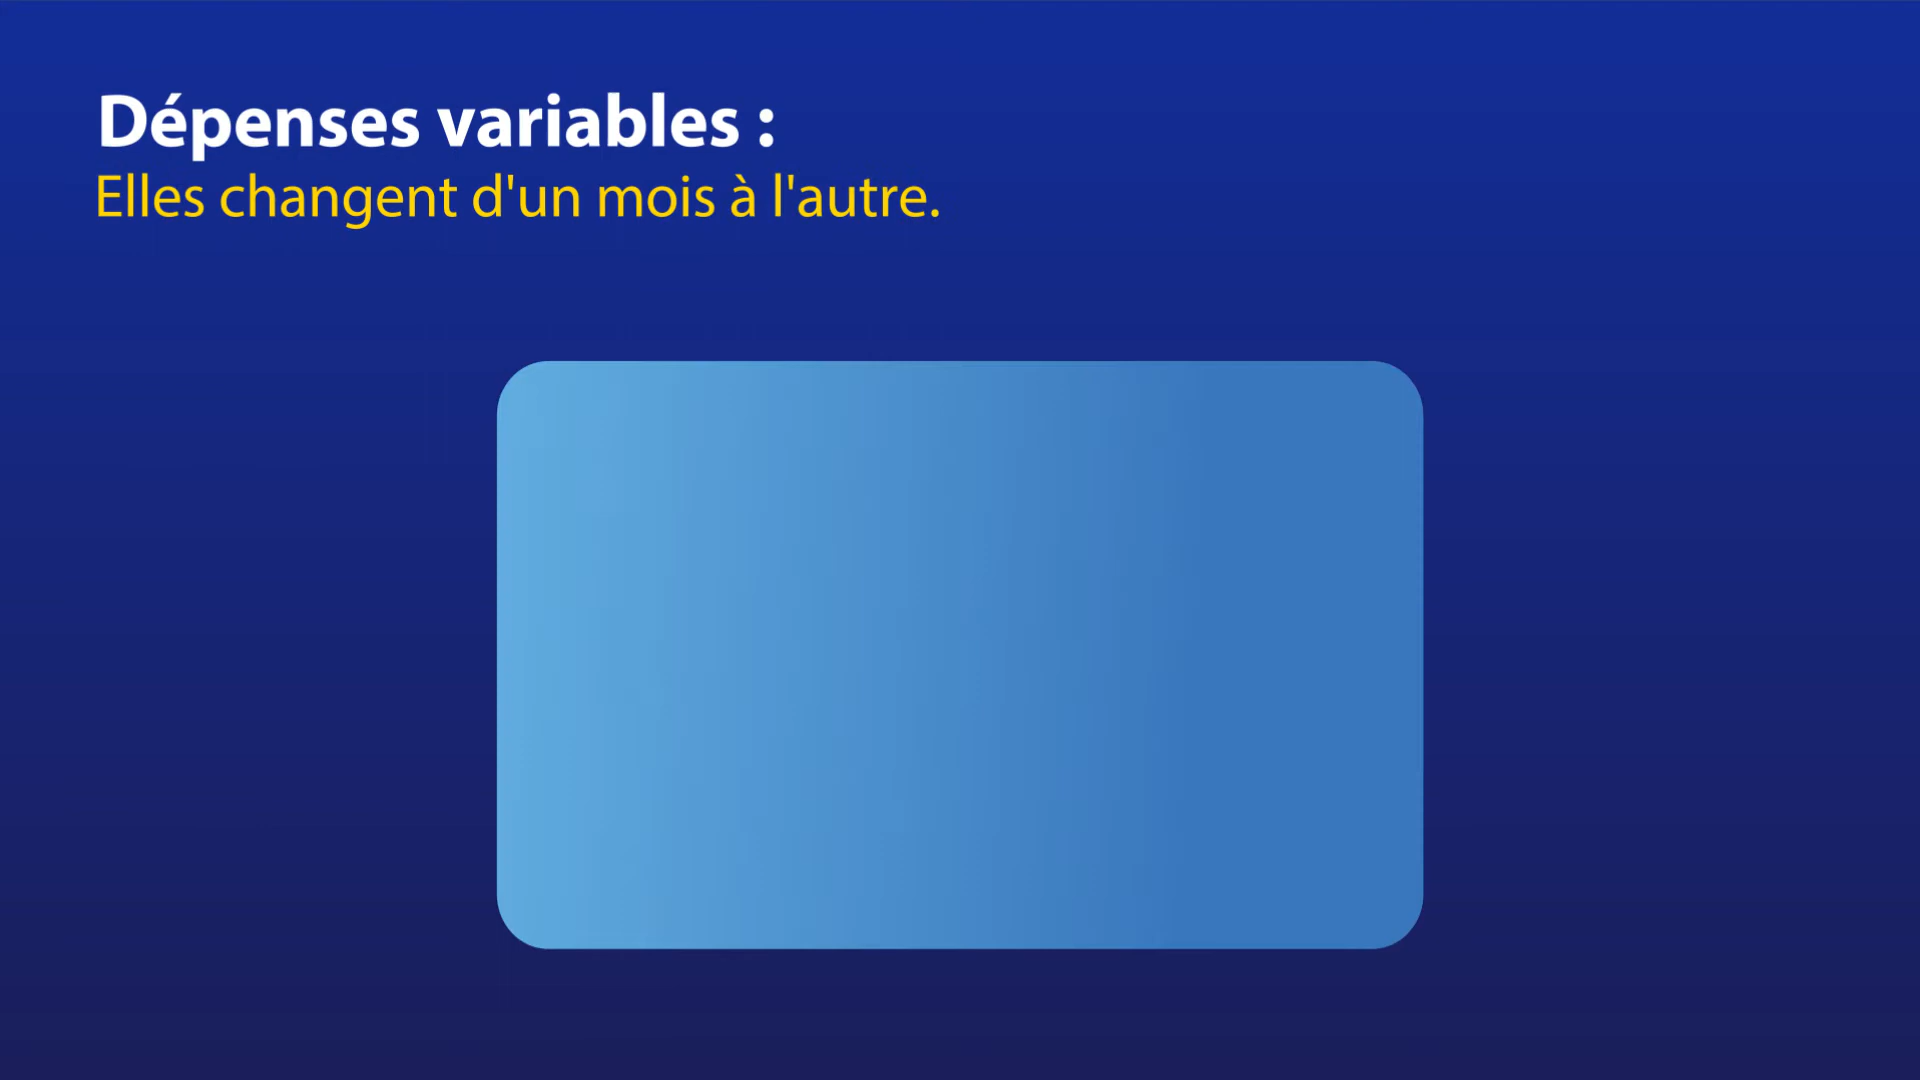 Dépenses variables :
Elles changent d'un mois à l'autre.